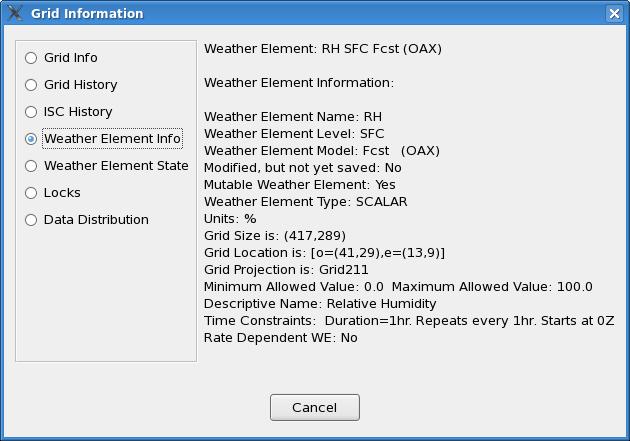 Grid Information
Grid Info
Grid History
ISC History
Weather Element Info
Weather Element State
Locks
Data Distribution
Weather Element: RH SFC Fcst (OAX)
Weather Element Information:
Weather Element Name: RH
Weather Element Level: SFC
Weather Element Model: Fcst   (OAX)
Modified, but not yet saved: No
Mutable Weather Element: Yes
Weather Element Type: SCALAR
Units: %
Grid Size is: (417,289)
Grid Location is: [o=(41,29),e=(13,9)]
Grid Projection is: Grid211
Minimum Allowed Value: 0.0  Maximum Allowed Value: 100.0
Descriptive Name: Relative Humidity
Time Constraints:  Duration=1hr. Repeats every 1hr. Starts at 0Z
Rate Dependent WE: No
Cancel